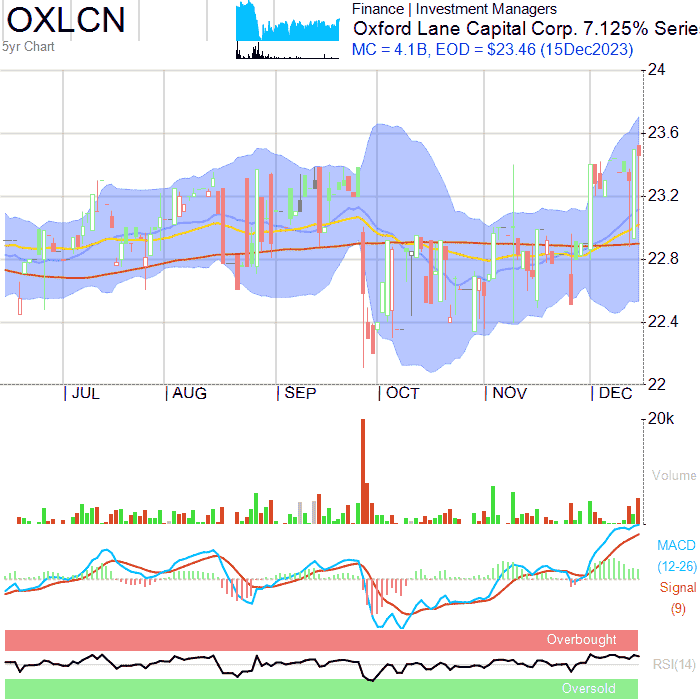 OXLCN
5yr Chart
Finance | Investment Managers
Oxford Lane Capital Corp. 7.125% Serie
MC = 4.1B, EOD = $23.46 (15Dec2023)
24
23.6
23.2
22.8
22.4
22
JUL AUG SEP OCT NOV DEC
20k
Volume
MACD
(12-26)
Signal
(9)
Overbought
RSI(14)
Oversold